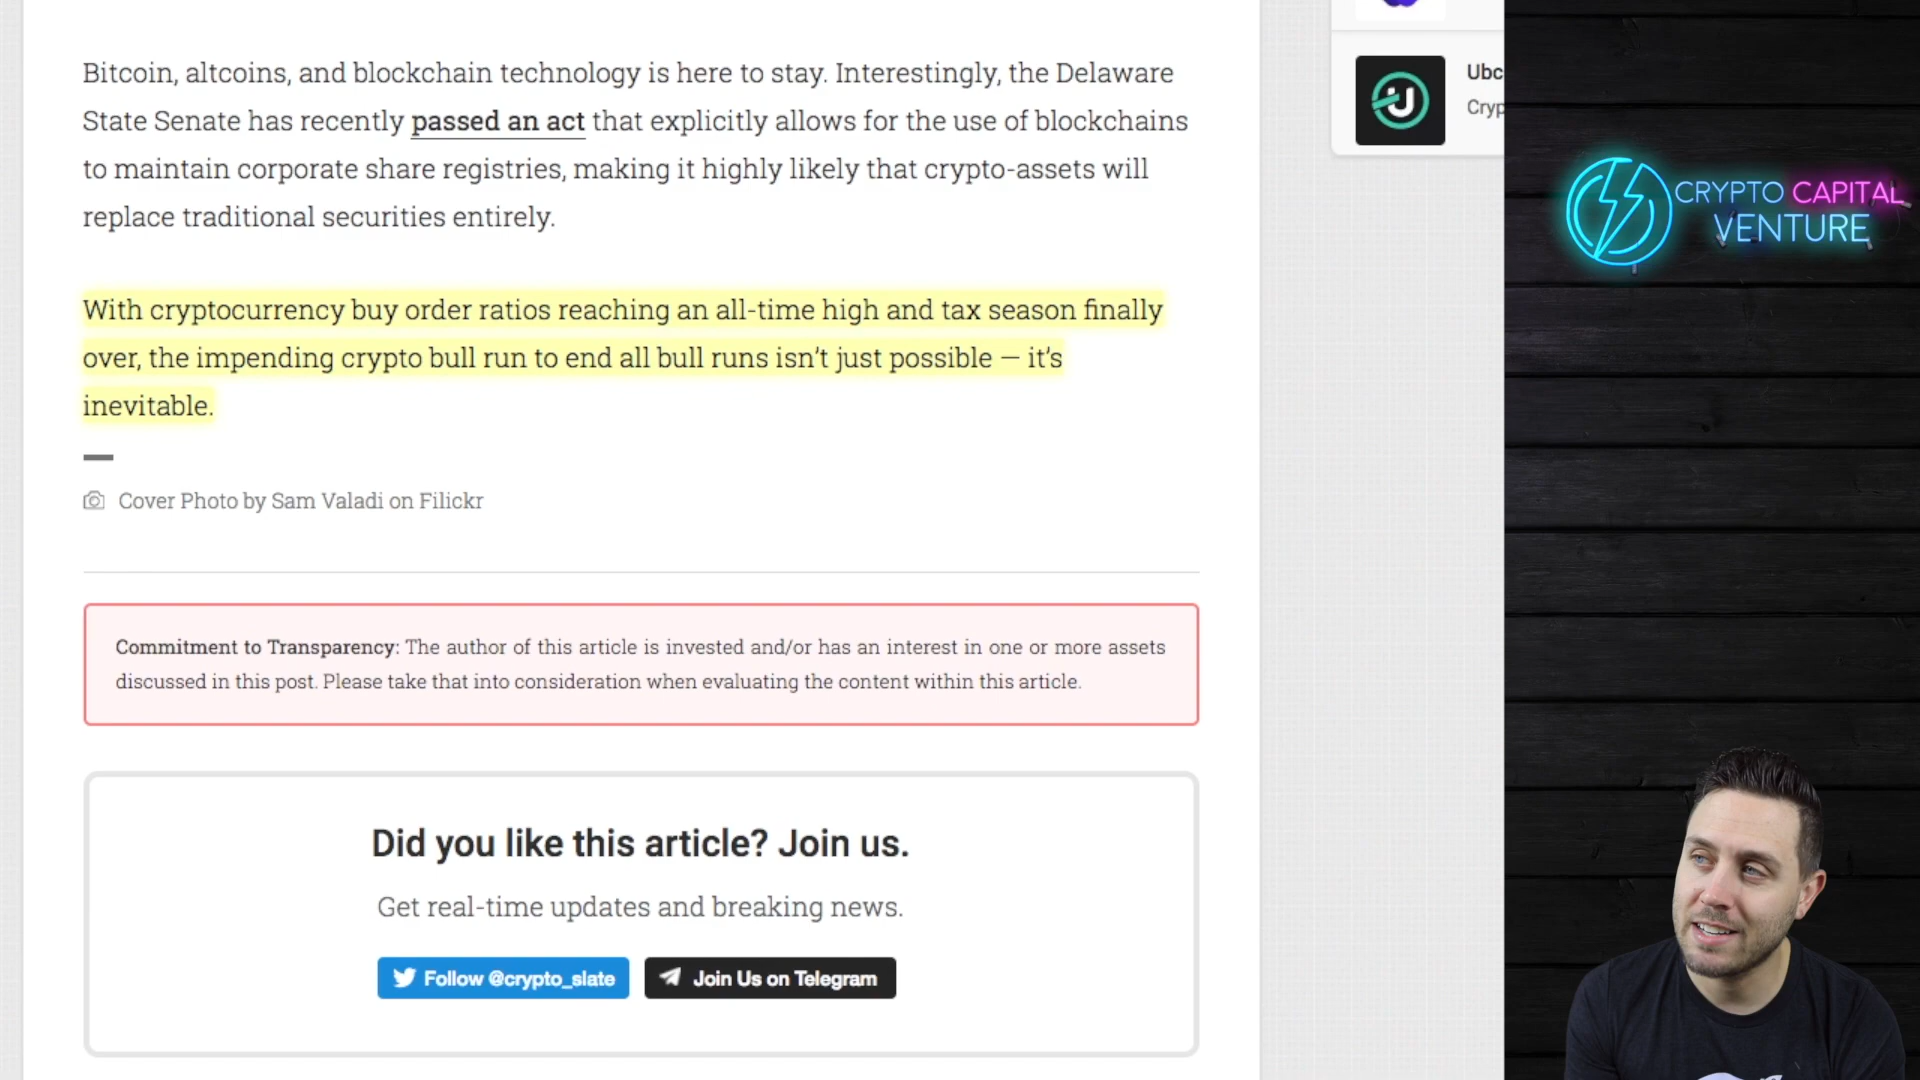 Bitcoin, altcoins, and blockchain technology is here to stay. Interestingly, the Delaware
State Senate has recently passed an act that explicitly allows for the use of blockchains
to maintain corporate share registries, making it highly likely that crypto-assets will
replace traditional securities entirely.
With cryptocurrency buy order ratios reaching an all-time high and tax season finally
over, the impending crypto bull run to end all bull runs isn’t just possible — it’s
inevitable.
Cover Photo by Sam Valadi on Filickr
Commitment to Transparency: The author of this article is invested and/or has an interest in one or more assets
discussed in this post. Please take that into consideration when evaluating the content within this article.
Did you like this article? Join us.
Get real-time updates and breaking news.
Follow @crypto_slate
Join Us on Telegram
Ubc
Cryp
CRYPTO CAPITAL
VENTURE